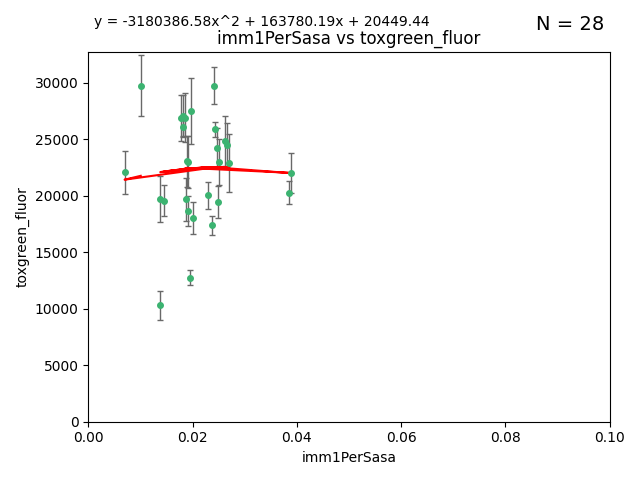 y = -3180386.58x^2 + 163780.19x + 20449.44
N = 28
imm1PerSasa vs toxgreen_fluor
30000
25000
20000
15000
10000
5000
0
toxgreen_fluor
0.00 0.02 0.04 0.06 0.08 0.10
imm1PerSasa